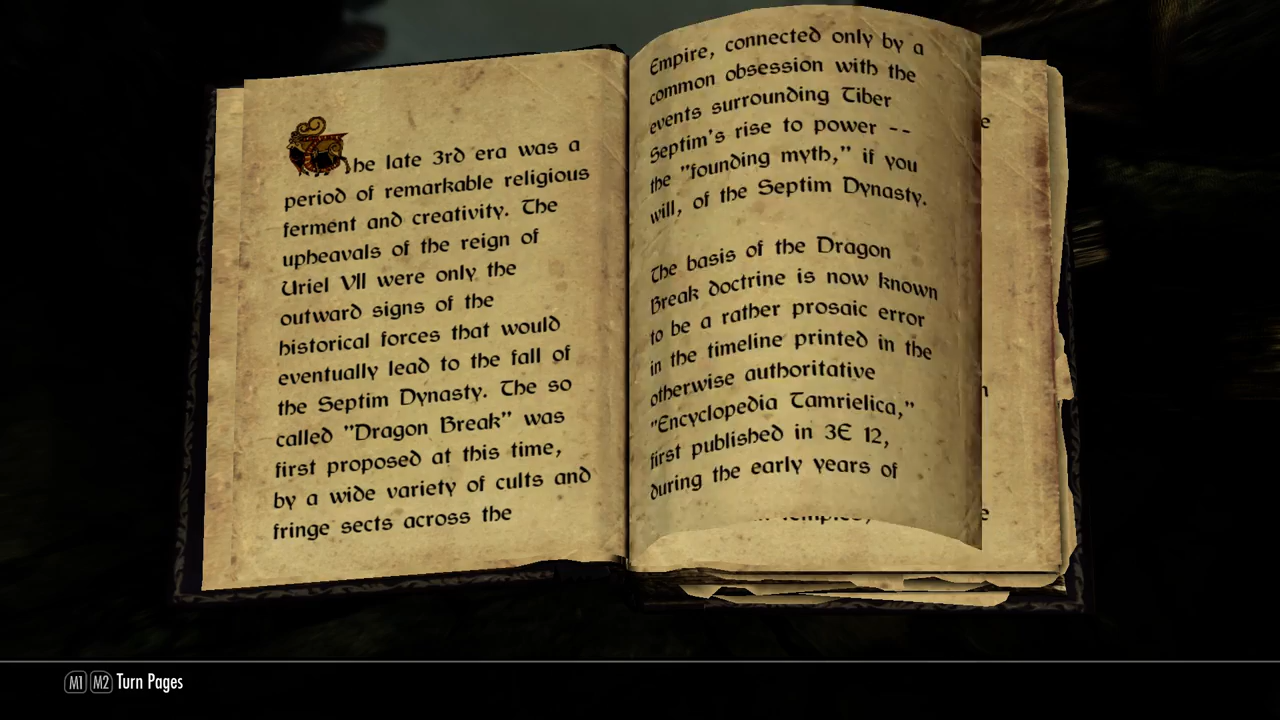 The late 3rd era was a
period of remarkable religious
ferment and creativity. The
upheavals of the reign of
Uriel VII were only the
outward signs of the
historical forces that would
eventually lead to the fall of
the Septim Dynasty. The so
called "Dragon Break" was
first proposed at this time,
by a wide variety of cults and
fringe sects across the
Empire, connected only by a
common obsession with the
events surrounding Tiber
Septim's rise to power --
the "founding myth," if you
will, of the Septim Dynasty.
The basis of the Dragon
Break doctrine is now known
to be a rather prosaic error
in the timeline printed in the
otherwise authoritative
"Encyclopedia Tamrielica,"
first published in 3E 12,
during the early years of
M1 M2 Turn Pages